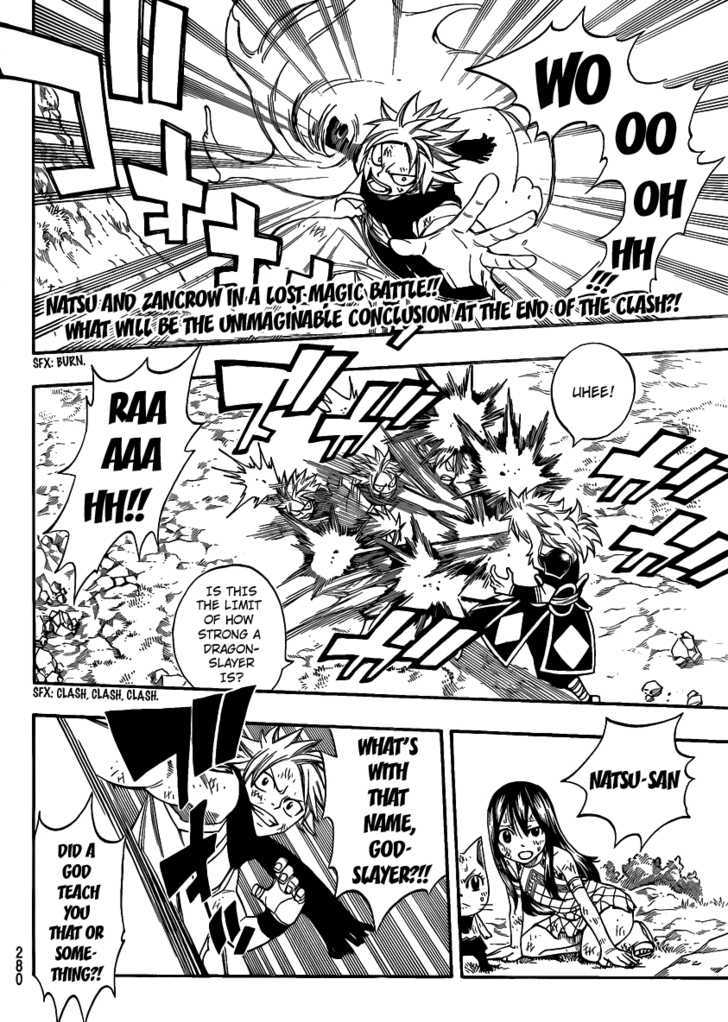 WO
OO
OH
HH
!!!
NATSU AND ZANCROW IN A LOST MAGIC BATTLE!!
WHAT WILL BE THE UNIMAGINABLE CONCLUSION AT THE END OF THE CLASH?!
SFX: BURN.
UHEE!
RAA
AAA
HH!!
IS THIS
THE LIMIT
OF HOW
STRONG A
DRAGON-
SLAYER
IS?
SFX: CLASH, CLASH, CLASH.
NATSU-SAN
WHAT'S
WITH
THAT
NAME,
GOD-
SLAYER?!!
DID A
GOD
TEACH
YOU
THAT OR
SOME-
THING?!
280